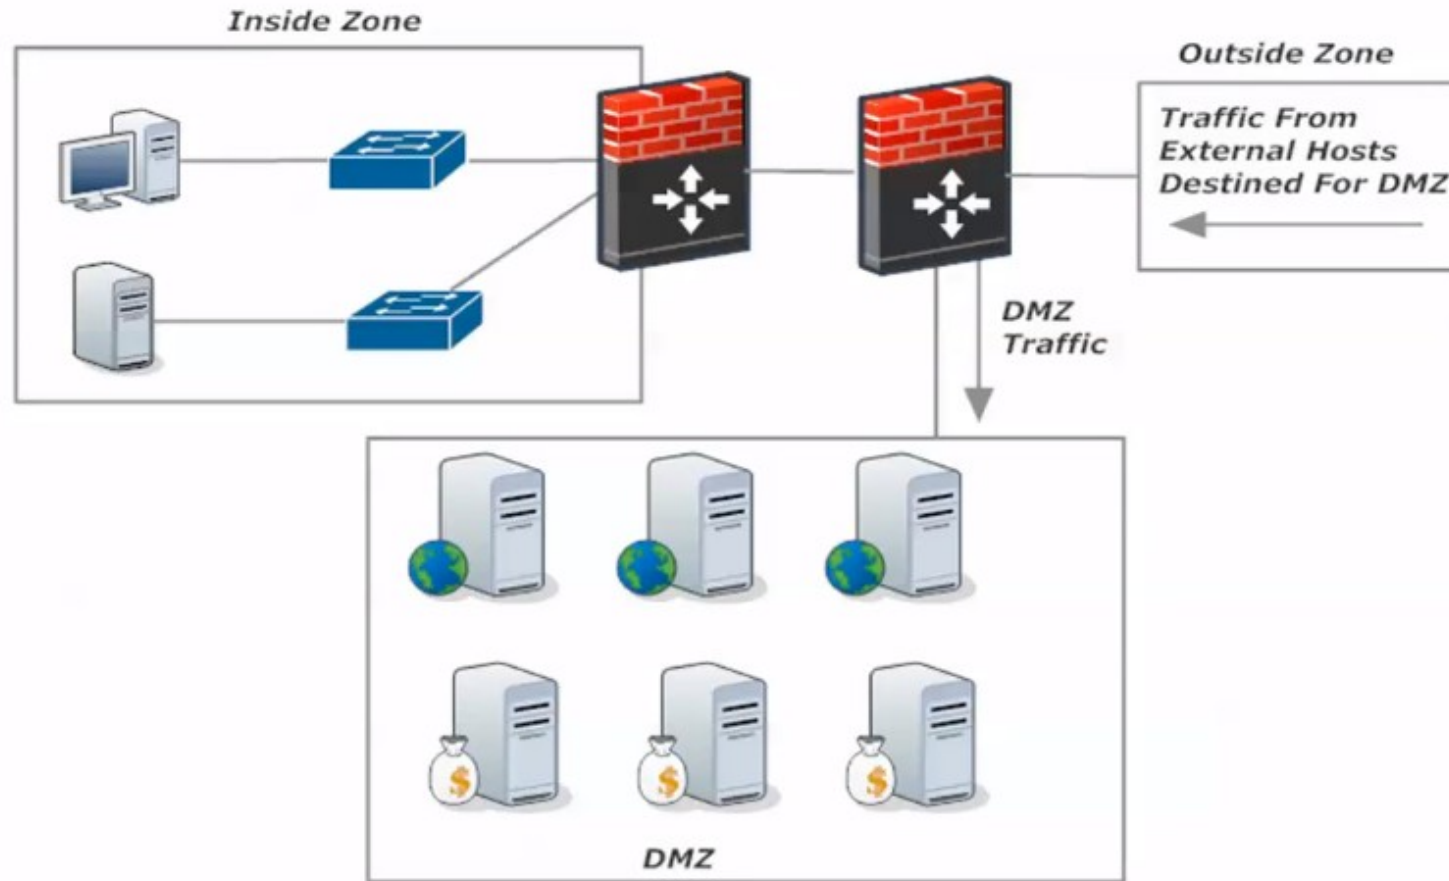 Inside Zone
Outside Zone
Traffic From
External Hosts
Destined For DMZ
DMZ
Traffic
$ $ $
DMZ